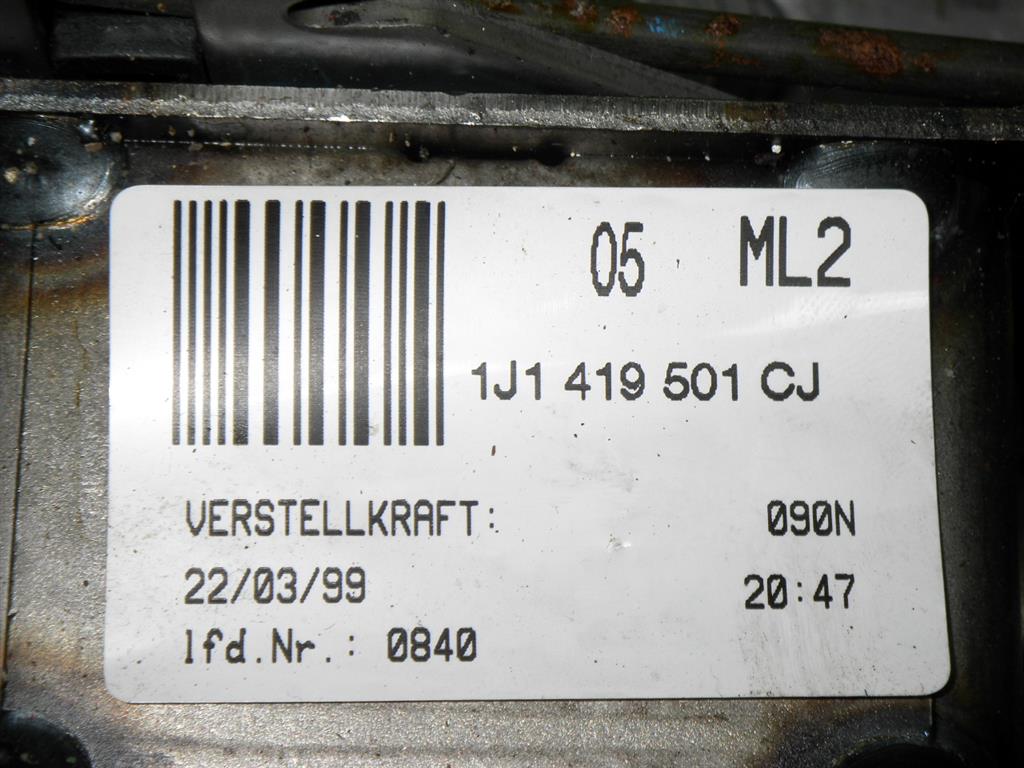 05 ML2
1J1 419 501 CJ
VERSTELLKRAFT: 090N
22/03/99 20:47
lfd.Nr.: 0840